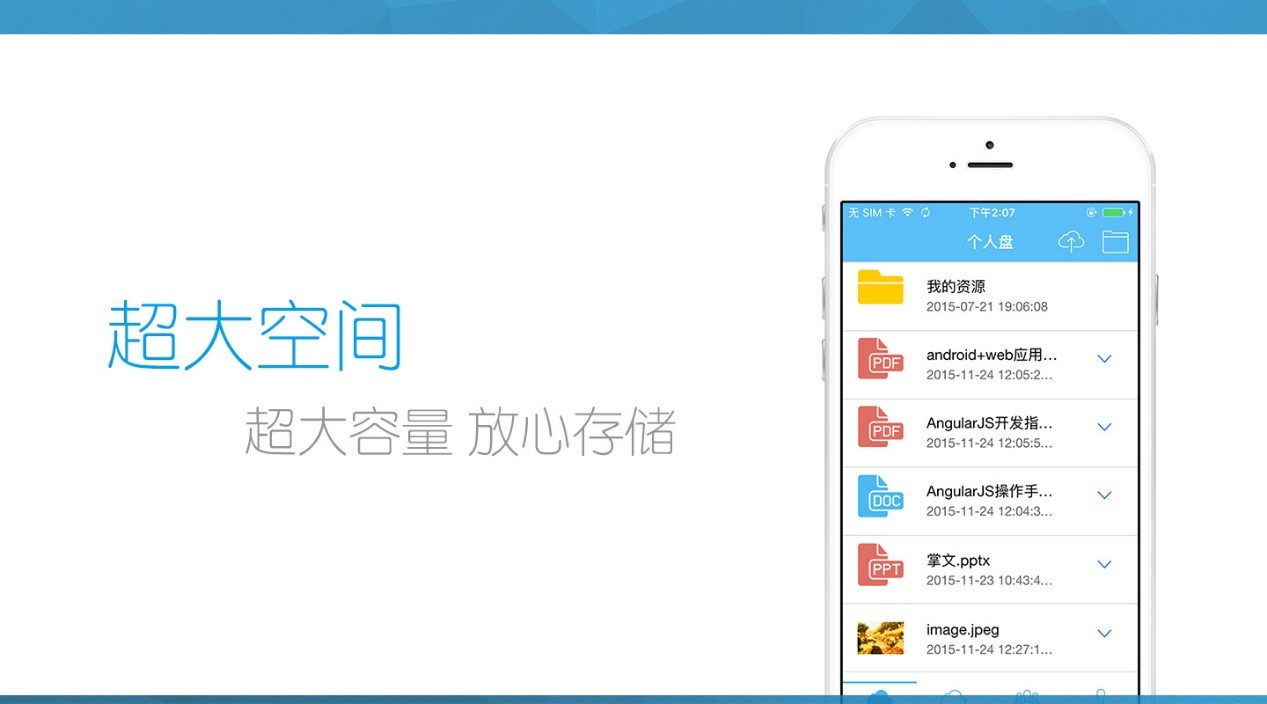 超大空间
超大容量 放心存储
无 SIM 卡 下午2:07
个人盘
我的资源
2015-07-21 19:06:08
PDF
android+web应用...
2015-11-24 12:05:2...
PDF
AngularJS开发指...
2015-11-24 12:05:5...
DOC
AngularJS操作手...
2015-11-24 12:04:3...
PPT
掌文.pptx
2015-11-23 10:43:4...
image.jpeg
2015-11-24 12:27:1...